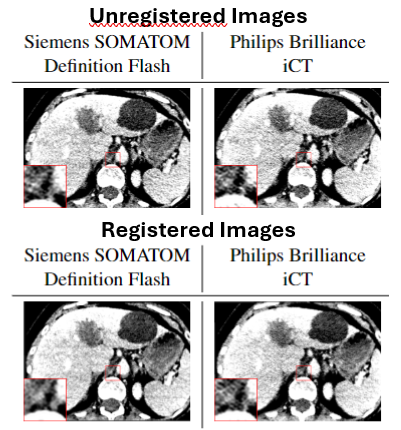 Unregistered Images
Siemens SOMATOM
Definition Flash
Philips Brilliance
iCT
Registered Images
Siemens SOMATOM
Definition Flash
Philips Brilliance
iCT